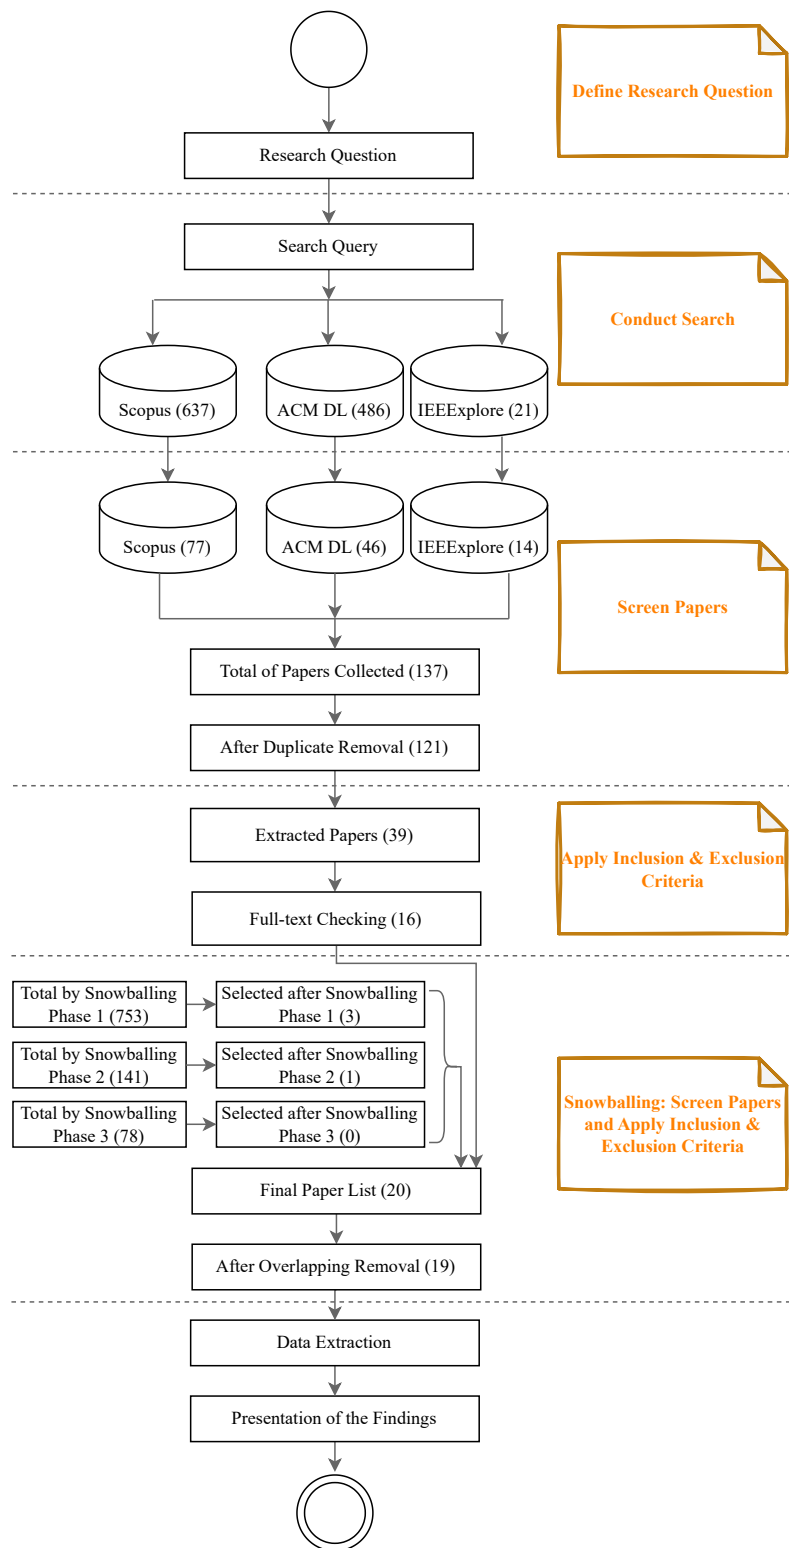 Define Research Question
Research Question
Search Query
Conduct Search
Scopus (637)
ACM DL (486)
IEEExplore (21)
Scopus (77)
ACM DL (46)
IEEExplore (14)
Screen Papers
Total of Papers Collected (137)
After Duplicate Removal (121)
Extracted Papers (39)
Apply Inclusion & Exclusion
Criteria
Full-text Checking (16)
Total by Snowballing
Phase 1 (753)
Selected after Snowballing
Phase 1 (3)
Total by Snowballing
Phase 2 (141)
Selected after Snowballing
Phase 2 (1)
Total by Snowballing
Phase 3 (78)
Selected after Snowballing
Phase 3 (0)
Snowballing: Screen Papers
and Apply Inclusion &
Exclusion Criteria
Final Paper List (20)
After Overlapping Removal (19)
Data Extraction
Presentation of the Findings